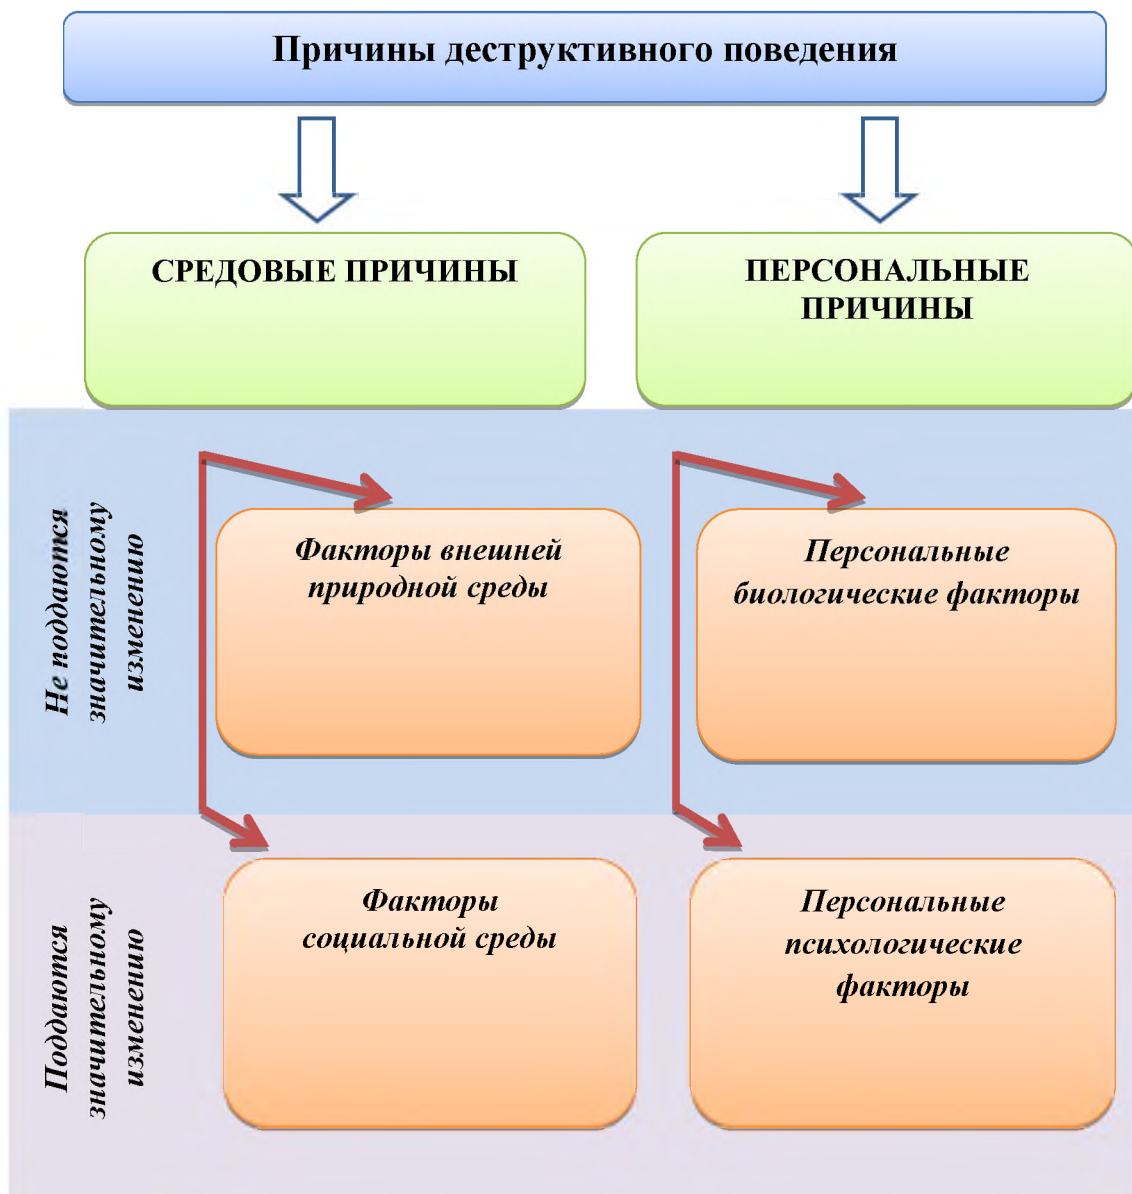 Причины деструктивного поведения
СРЕДОВЫЕ ПРИЧИНЫ
ПЕРСОНАЛЬНЫЕ
ПРИЧИНЫ
Не поддаются
значительному
изменению
Факторы внешней
природной среды
Персональные
биологические факторы
Поддаются
значительному
изменению
Факторы
социальной среды
Персональные
психологические
факторы